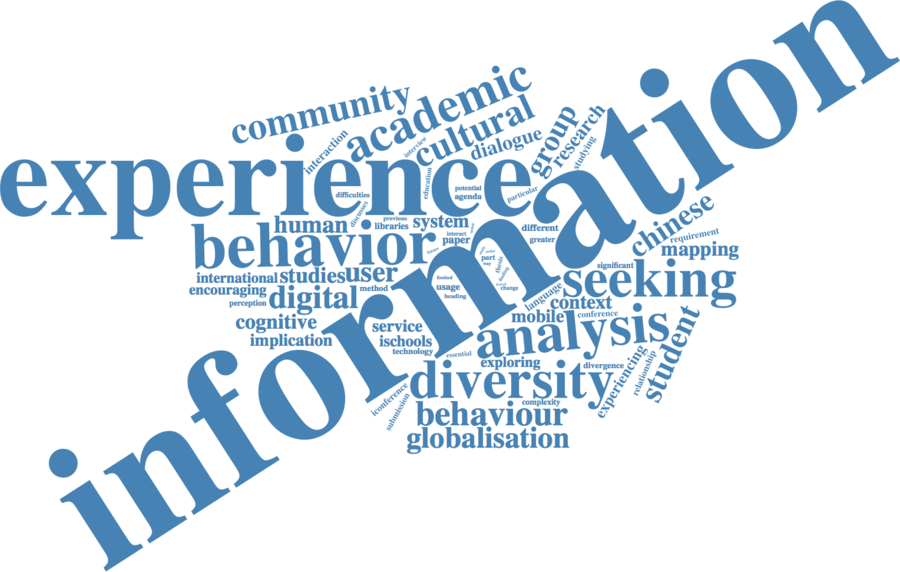 information
community
academic
interaction
interview
cultural
dialogue
group
research
studying
experience
difficulties
education
potential
agenda
particular
discusses
previous
libraries
system
human
interact
paper
different
greater
chinese
requirement
mapping
behavior
international
studies
user
encouraging
method
perception
digital
part
way
thesis
limited
usage
heading
change
significant
seeking
language
context
conference
mobile
cognitive
implication
service
ischools
technology
essential
analysis
exploring
divergence
student
experiencing
relationship
diversity
complexity
iconference
submission
behaviour
globalisation